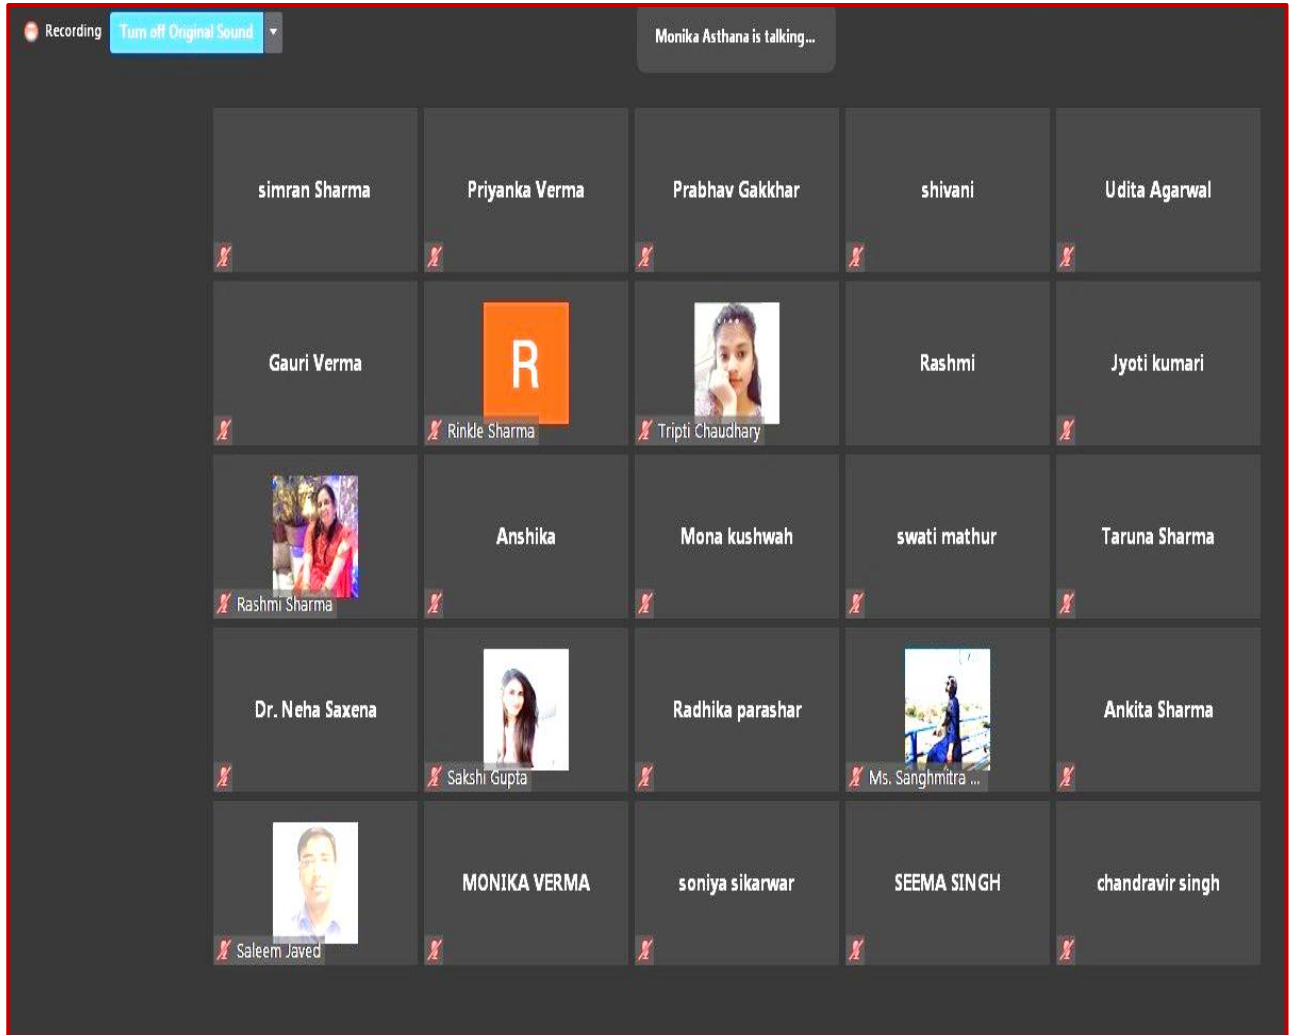 Recording
Turn off Original Sound
Monika Asthana is talking...
simran Sharma
Priyanka Verma
Prabhav Gakkhar
shivani
Udita Agarwal
Gauri Verma
R
Rinkle Sharma
Tripti Chaudhary
Rashmi
Jyoti kumari
Rashmi Sharma
Anshika
Mona kushwah
swati mathur
Taruna Sharma
Dr. Neha Saxena
Sakshi Gupta
Radhika parashar
Ms. Sanghmitra ...
Ankita Sharma
Saleem Javed
MONIKA VERMA
soniya sikarwar
SEEMA SINGH
chandravir singh